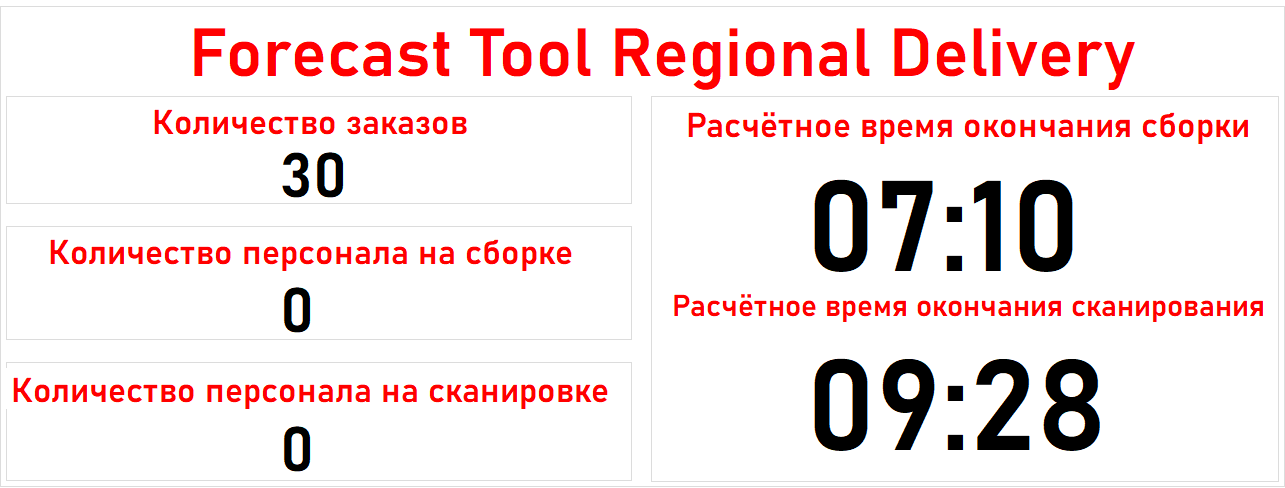 Forecast Tool Regional Delivery
Количество заказов
30
Количество персонала на сборке
0
Количество персонала на сканировке
0
Расчётное время окончания сборки
07:10
Расчётное время окончания сканирования
09:28